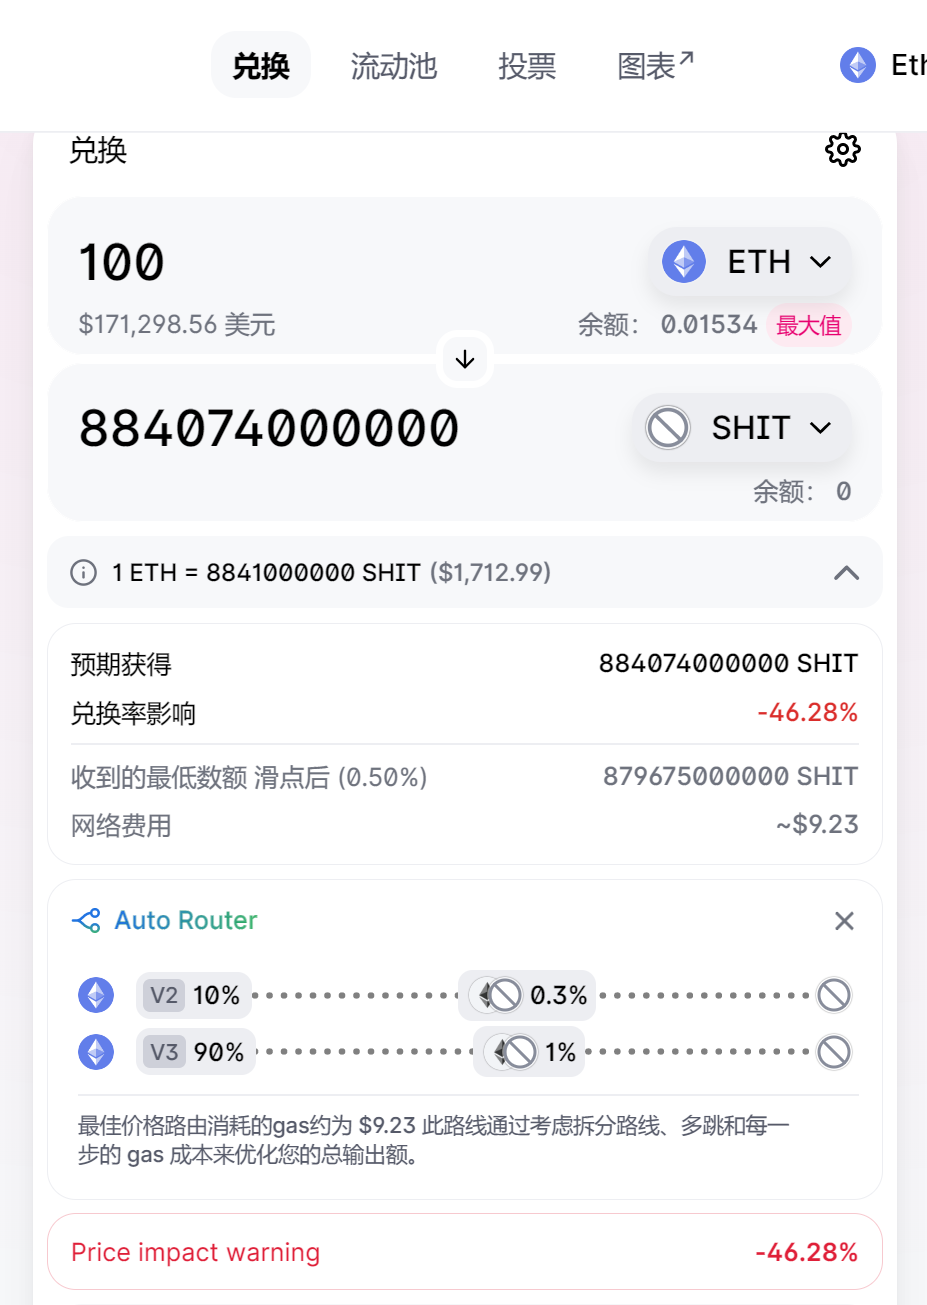 兑换 流动池 投票 图表↗ Eth
兑换
100 ETH
$171,298.56 美元 余额： 0.01534 最大值
884074000000 SHIT
余额： 0
1 ETH = 8841000000 SHIT ($1,712.99)
预期获得 884074000000 SHIT
兑换率影响 -46.28%
收到的最低数额 滑点后 (0.50%) 879675000000 SHIT
网络费用 ~$9.23
Auto Router
V2 10% 0.3%
V3 90% 1%
最佳价格路由消耗的gas约为 $9.23 此路线通过考虑拆分路线、多跳和每一
步的 gas 成本来优化您的总输出额。
Price impact warning -46.28%